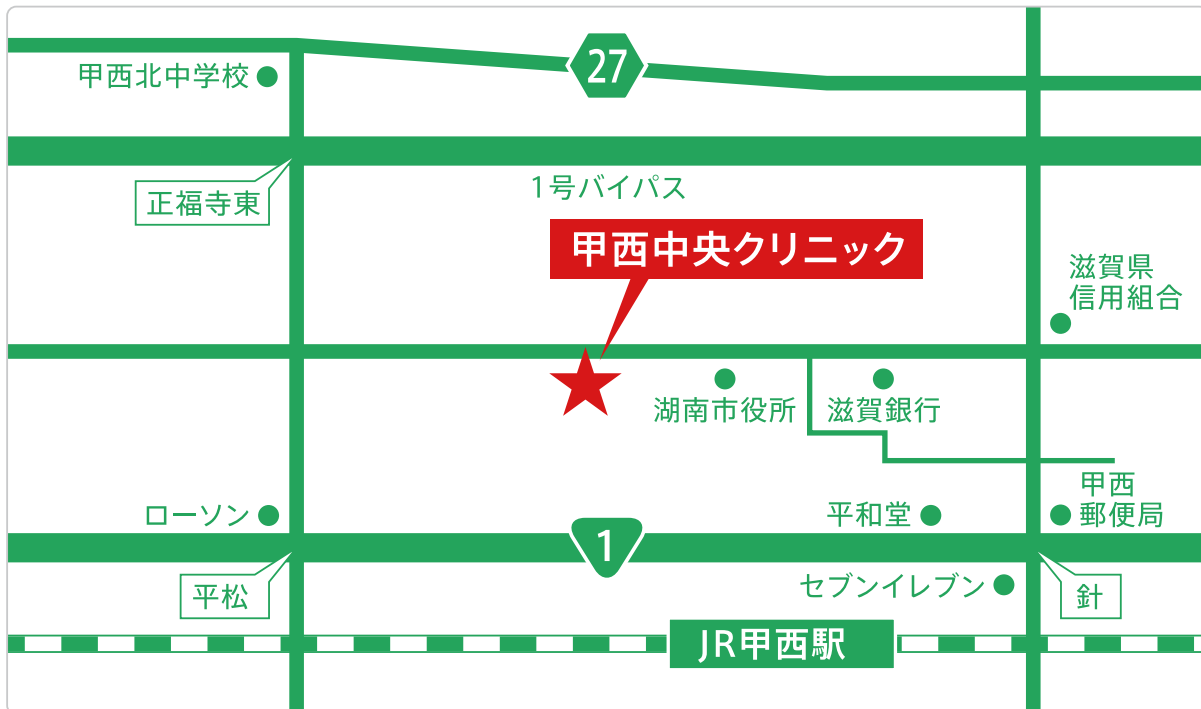 27
甲西北中学校
正福寺東
1号バイパス
甲西中央クリニック
滋賀県
信用組合
湖南市役所
滋賀銀行
甲西
郵便局
ローソン
平和堂
1
平松
セブンイレブン
針
JR甲西駅